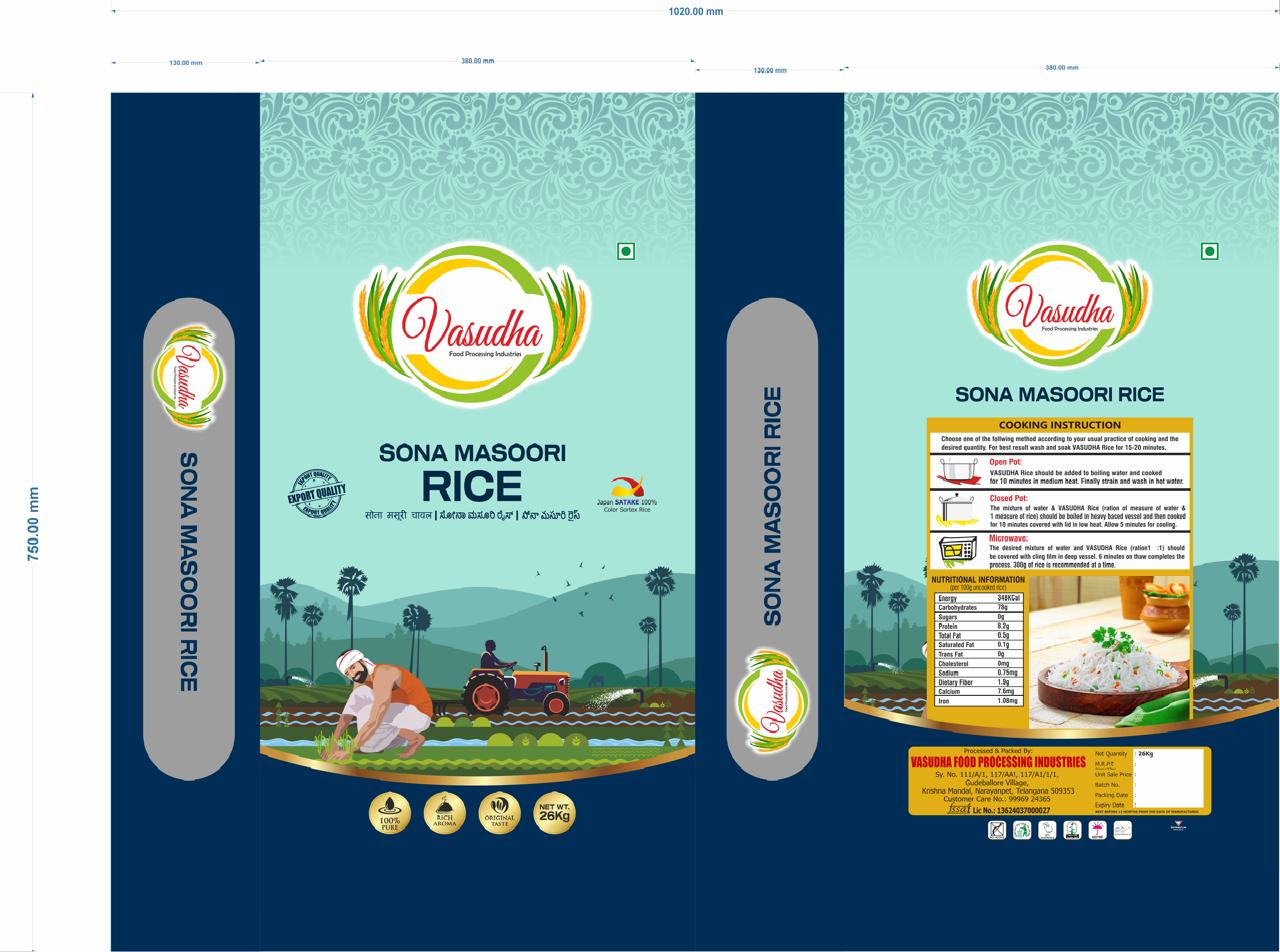 1020.00 mm
130.00 mm
380.00 mm
130.00 mm
380.00 mm
750.00 mm
Vasudha
Food Processing Industries
SONA MASOORI RICE
Vasudha
Food Processing Industries
SONA MASOORI
RICE
EXPORT QUALITY
EXPORT QUALITY
EXPORT QUALITY
Japan SATAKE 100%
Color Sortex Rice
सोना मसूरी चावल | ಸೋನಾ ಮಸೂರಿ ರೈಸ್ | సోనా మసూరి రైస్
100%
PURE
RICH
AROMA
ORIGINAL
TASTE
NET WT.
26Kg
SONA MASOORI RICE
Vasudha
Food Processing Industries
Vasudha
Food Processing Industries
SONA MASOORI RICE
COOKING INSTRUCTION
Choose one of the follwing method according to your usual practice of cooking and the
desired quantity. For best result wash and soak VASUDHA Rice for 15-20 minutes.
Open Pot:
VASUDHA Rice should be added to boiling water and cooked
for 10 minutes in medium heat. Finally strain and wash in hot water.
Closed Pot:
The mixture of water & VASUDHA Rice (ration of measure of water &
1 measure of rice) should be boiled in heavy based vessel and then cooked
for 10 minutes covered with lid in low heat. Allow 5 minutes for cooling.
Microwave:
The desired mixture of water and VASUDHA Rice (ration1 :1) should
be covered with cling film in deep vessel. 6 minutes on thaw completes the
process. 300g of rice is recommended at a time.
NUTRITIONAL INFORMATION
(per 100g uncooked rice)
Energy 348KCal
Carbohydrates 78g
Sugars 0g
Protein 8.2g
Total Fat 0.5g
Saturated Fat 0.1g
Trans Fat 0g
Cholesterol 0mg
Sodium 0.75mg
Dietary Fiber 1.9g
Calcium 7.6mg
Iron 1.08mg
Processed & Packed By:
VASUDHA FOOD PROCESSING INDUSTRIES
Sy. No. 111/A/1, 117/AA!, 117/A1/1/1,
Gudeballore Village,
Krishna Mandal, Narayanpet, Telangana 509353
Customer Care No.: 99969 24365
fssai Lic No.: 13624037000027
Net Quantity : 26Kg
M.R.P.₹ :
Unit Sale Price :
Batch No. :
Packing Date :
Expiry Date :
BEST BEFORE 12 MONTHS FROM THE DATE OF MANUFACTURE